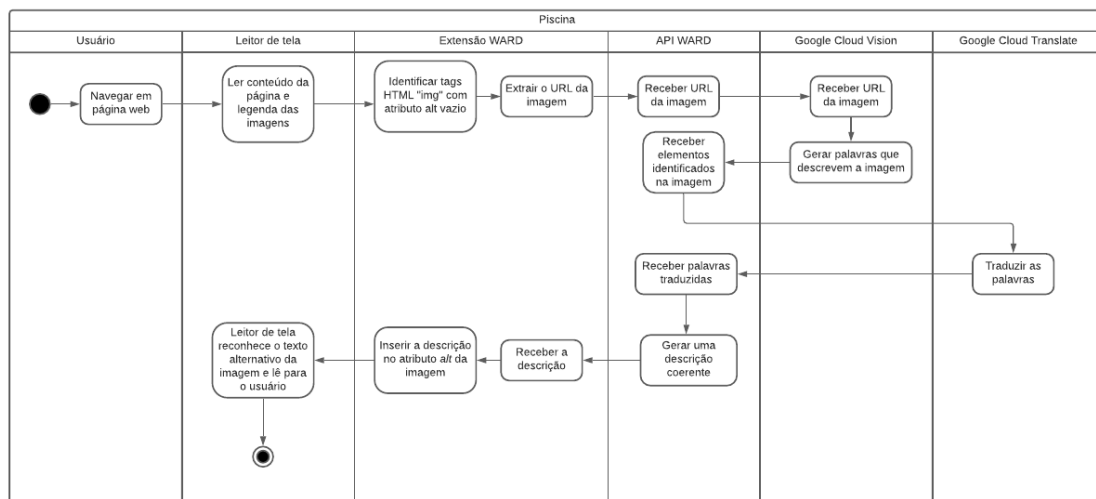 Piscina
Usuário
Leitor de tela
Extensão WARD
API WARD
Google Cloud Vision
Google Cloud Translate
Navegar em
página web
Ler conteúdo da
página e
legenda das
imagens
Identificar tags
HTML "img" com
atributo alt vazio
Extrair o URL da
imagem
Receber URL
da imagem
Receber URL
da imagem
Gerar palavras que
descrevem a imagem
Receber
elementos
identificados
na imagem
Traduzir as
palavras
Receber palavras
traduzidas
Gerar uma
descrição
coerente
Receber a
descrição
Inserir a descrição
no atributo alt da
imagem
Leitor de tela
reconhece o texto
alternativo da
imagem e lê para
o usuário